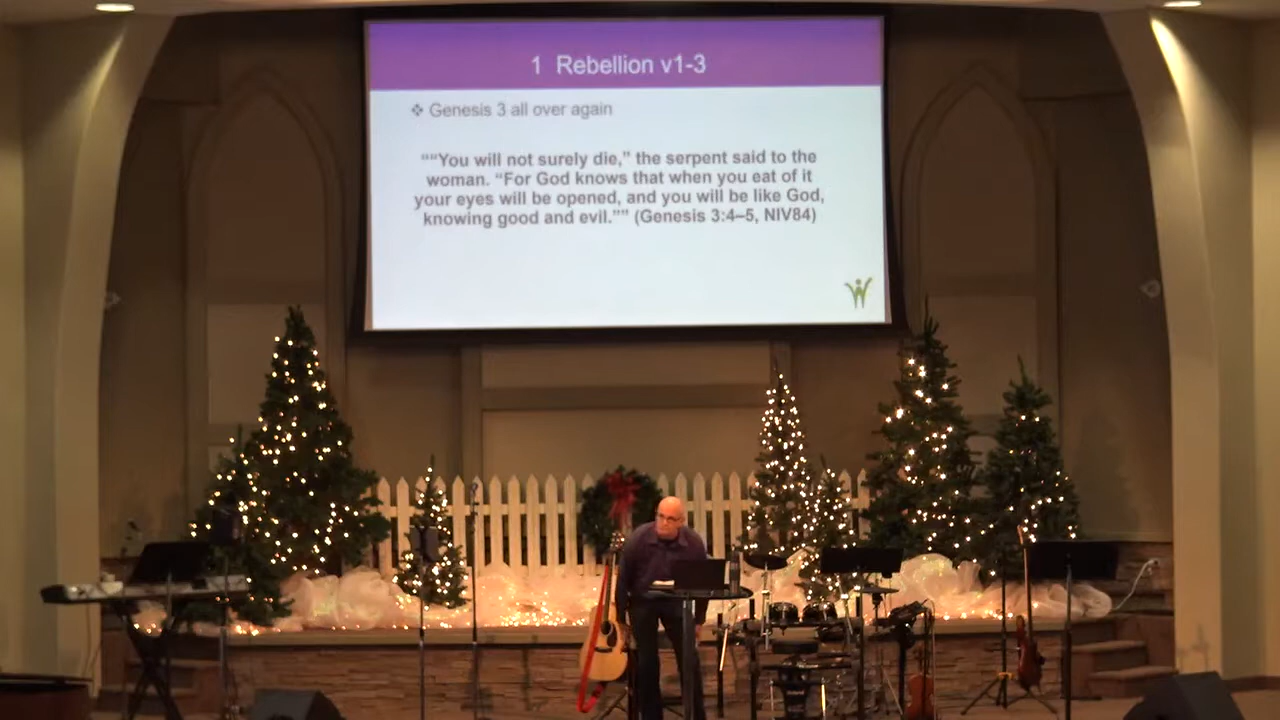 1 Rebellion v1-3
❖ Genesis 3 all over again
““You will not surely die,” the serpent said to the
woman. “For God knows that when you eat of it
your eyes will be opened, and you will be like God,
knowing good and evil.”” (Genesis 3:4–5, NIV84)